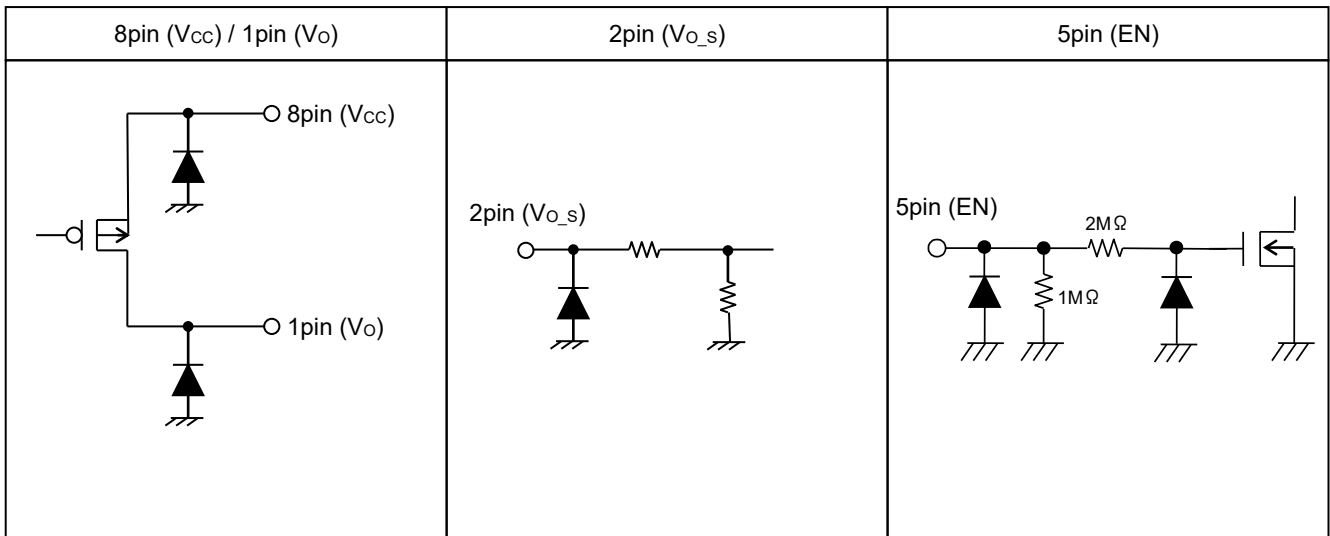 8pin (VCC) / 1pin (VO)
2pin (VO_S)
5pin (EN)
8pin (VCC)
1pin (VO)
2pin (VO_S)
5pin (EN)
2MΩ
1MΩ